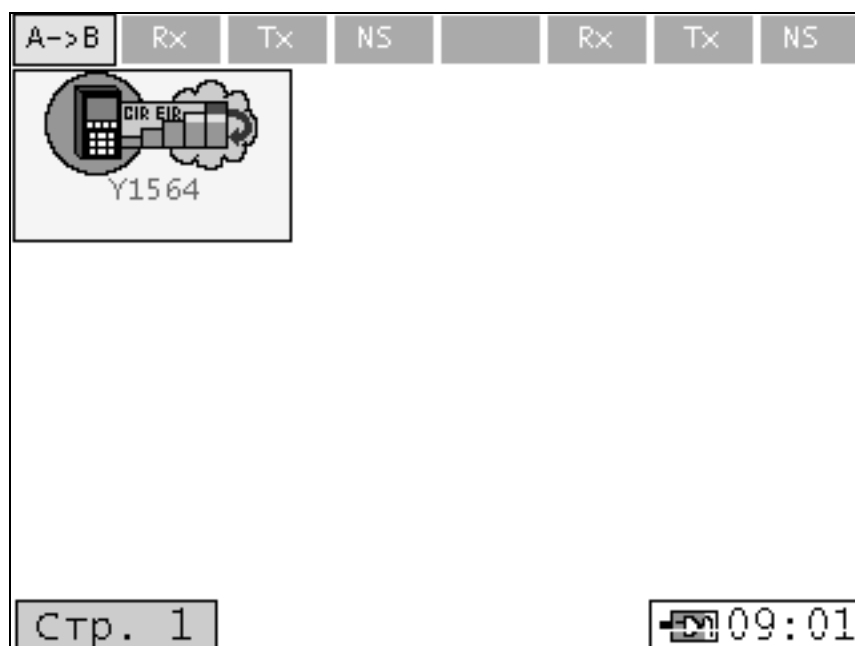 A->B Rx Tx NS Rx Tx NS
CIR EIR
Y1564
Стр. 1
09:01